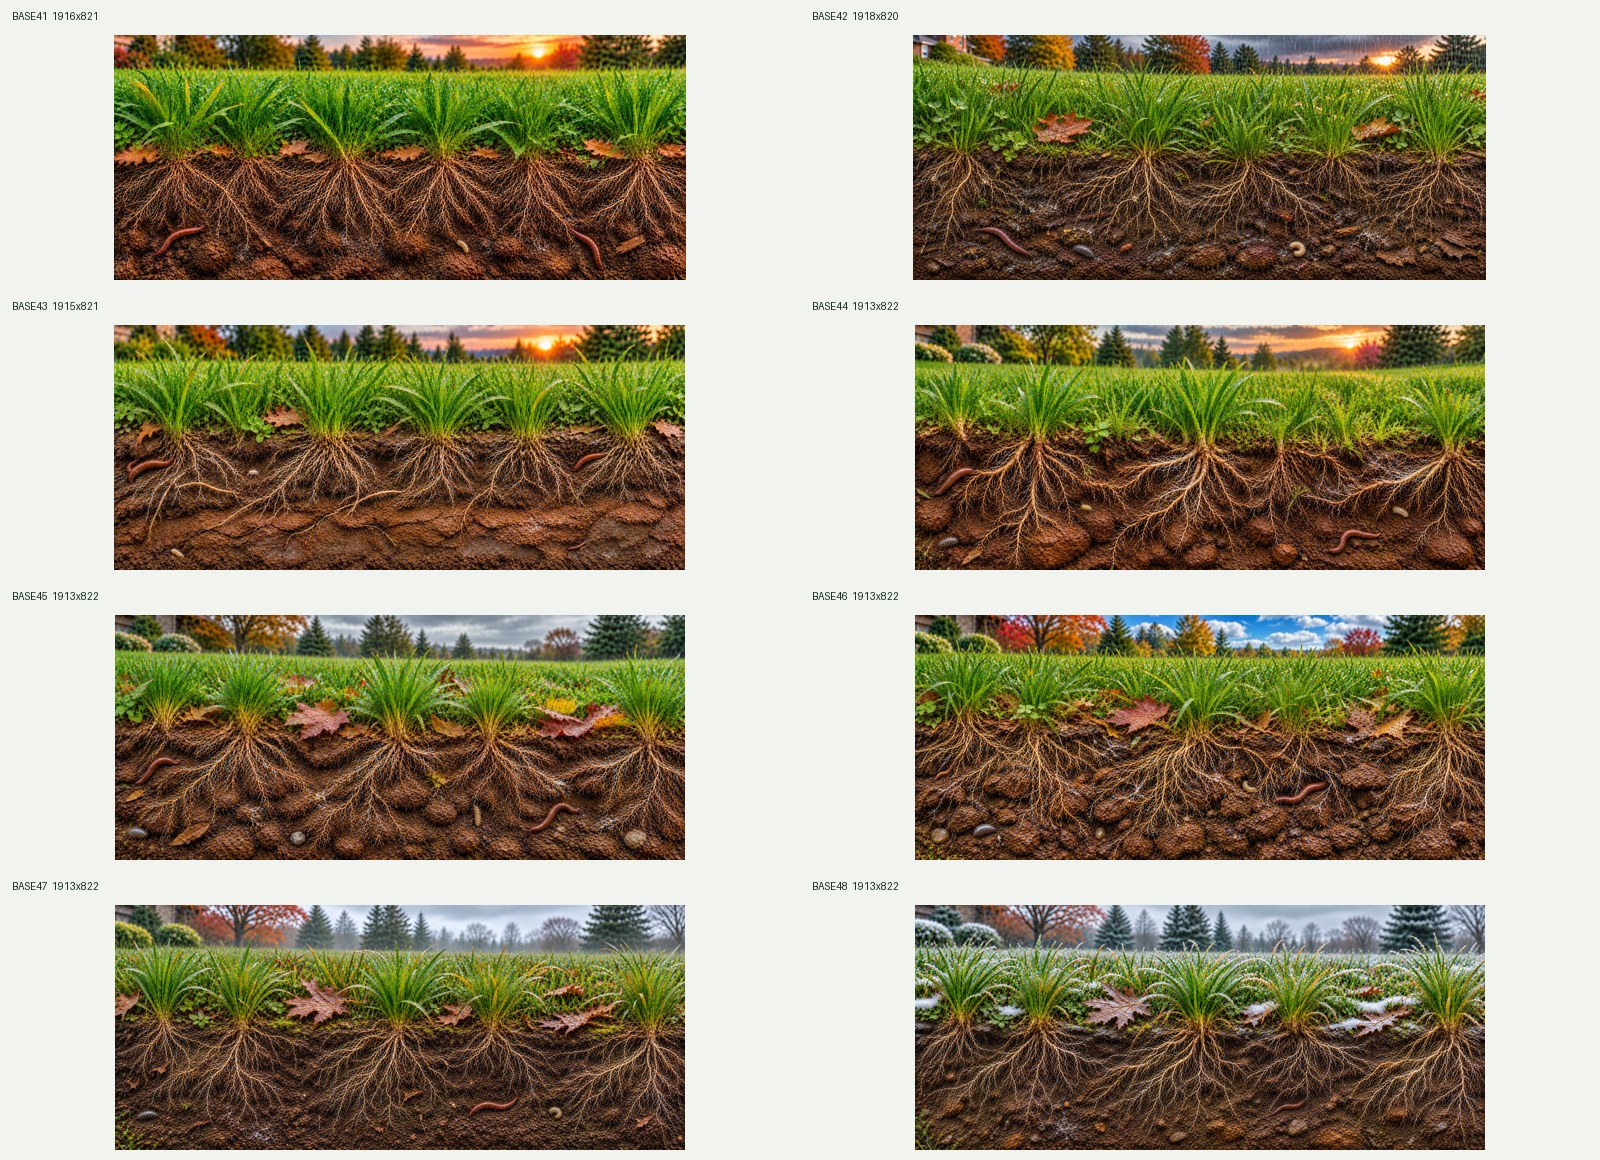 BASE41 1916x821
BASE42 1918x820
BASE43 1915x821
BASE44 1913x822
BASE45 1913x822
BASE46 1913x822
BASE47 1913x822
BASE48 1913x822